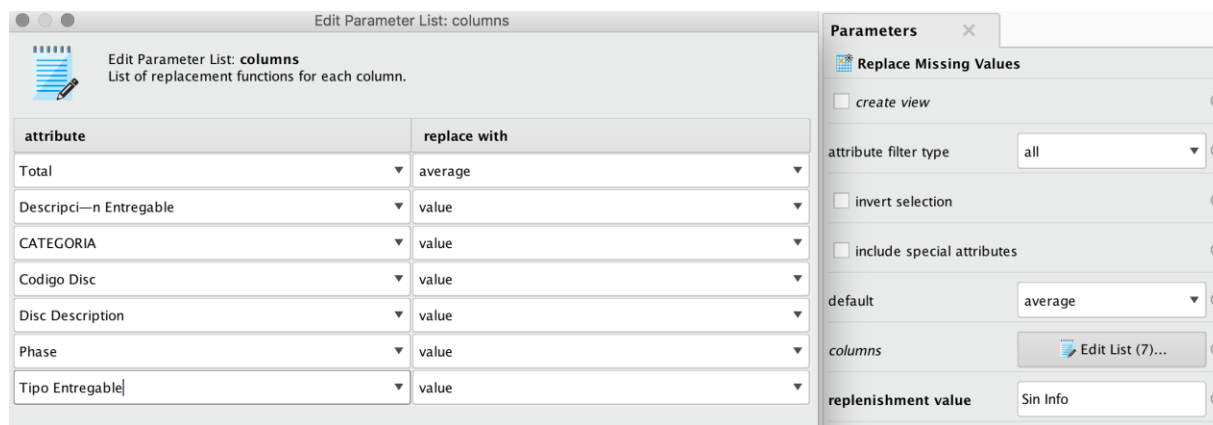 Edit Parameter List: columns
Edit Parameter List: columns
List of replacement functions for each column.
attribute replace with
Total average
Descripci—n Entregable value
CATEGORIA value
Codigo Disc value
Disc Description value
Phase value
Tipo Entregable value
Parameters
Replace Missing Values
create view
attribute filter type all
invert selection
include special attributes
default average
columns Edit List (7)...
replenishment value Sin Info